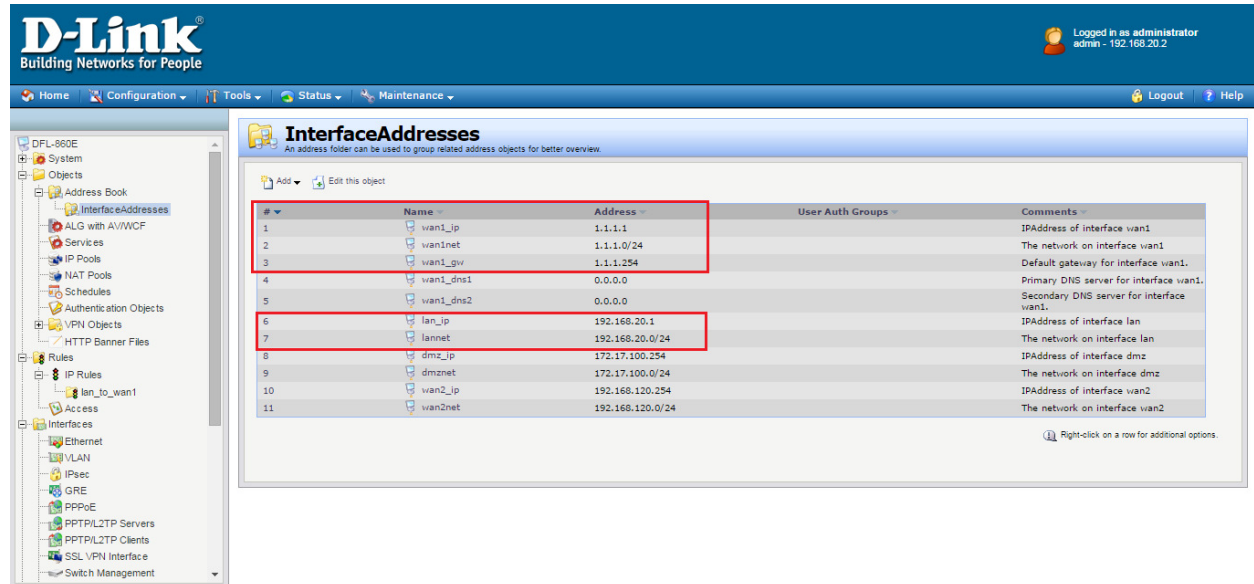 D-Link®
Building Networks for People
Logged in as administrator
admin - 192.168.20.2
Home Configuration Tools Status Maintenance Logout Help
DFL-860E
System
Objects
Address Book
InterfaceAddresses
ALG with AV/WCF
Services
IP Pools
NAT Pools
Schedules
Authentication Objects
VPN Objects
HTTP Banner Files
Rules
IP Rules
lan_to_wan1
Access
Interfaces
Ethernet
VLAN
IPsec
GRE
PPPoE
PPTP/L2TP Servers
PPTP/L2TP Clients
SSL VPN Interface
Switch Management
InterfaceAddresses
An address folder can be used to group related address objects for better overview.
Add Edit this object
# Name Address User Auth Groups Comments
1 wan1_ip 1.1.1.1 IPAddress of interface wan1
2 wan1net 1.1.1.0/24 The network on interface wan1
3 wan1_gw 1.1.1.254 Default gateway for interface wan1.
4 wan1_dns1 0.0.0.0 Primary DNS server for interface wan1.
5 wan1_dns2 0.0.0.0 Secondary DNS server for interface
wan1.
6 lan_ip 192.168.20.1 IPAddress of interface lan
7 lannet 192.168.20.0/24 The network on interface lan
8 dmz_ip 172.17.100.254 IPAddress of interface dmz
9 dmznet 172.17.100.0/24 The network on interface dmz
10 wan2_ip 192.168.120.254 IPAddress of interface wan2
11 wan2net 192.168.120.0/24 The network on interface wan2
Right-click on a row for additional options.